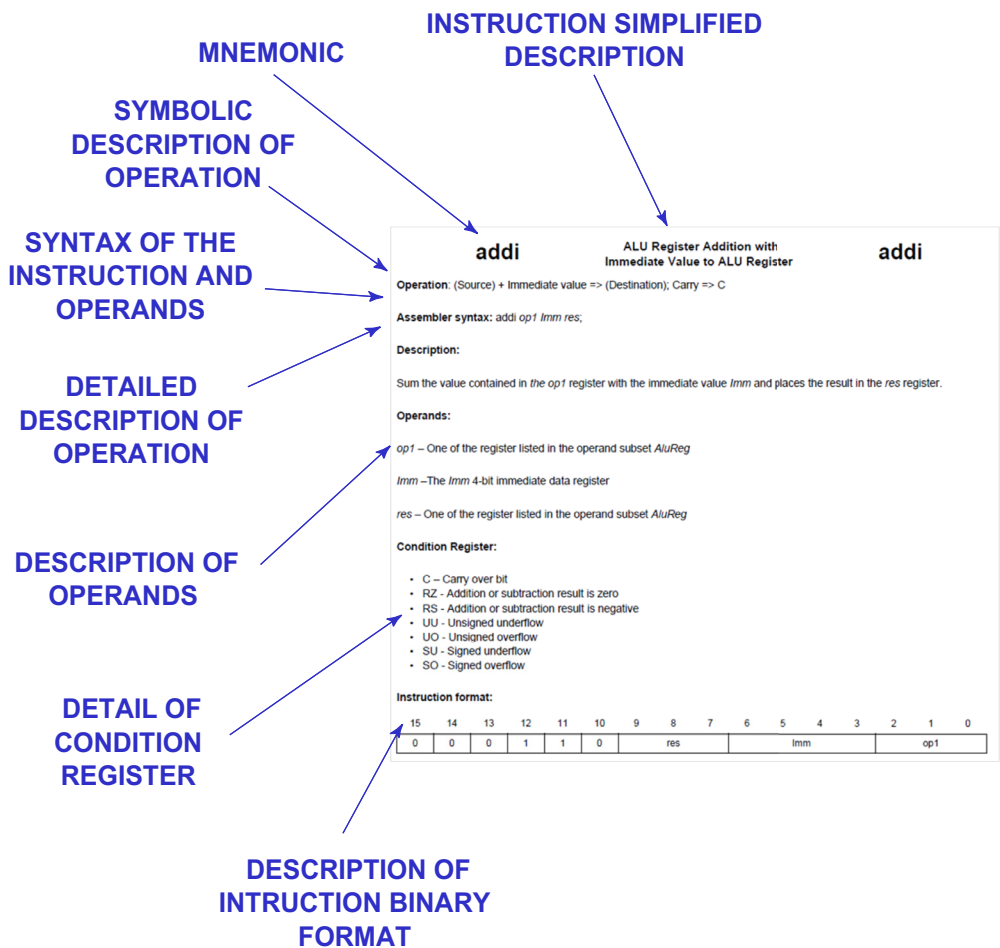 INSTRUCTION SIMPLIFIED
DESCRIPTION
MNEMONIC
SYMBOLIC
DESCRIPTION OF
OPERATION
SYNTAX OF THE
INSTRUCTION AND
OPERANDS
DETAILED
DESCRIPTION OF
OPERATION
DESCRIPTION OF
OPERANDS
DETAIL OF
CONDITION
REGISTER
DESCRIPTION OF
INTRUCTION BINARY
FORMAT
addi
ALU Register Addition with
Immediate Value to ALU Register
addi
Operation: (Source) + Immediate value => (Destination); Carry => C
Assembler syntax: addi op1 Imm res;
Description:
Sum the value contained in the op1 register with the immediate value Imm and places the result in the res register.
Operands:
op1 – One of the register listed in the operand subset AluReg
Imm –The Imm 4-bit immediate data register
res – One of the register listed in the operand subset AluReg
Condition Register:
• C – Carry over bit
• RZ - Addition or subtraction result is zero
• RS - Addition or subtraction result is negative
• UU - Unsigned underflow
• UO - Unsigned overflow
• SU - Signed underflow
• SO - Signed overflow
Instruction format:
15 14 13 12 11 10 9 8 7 6 5 4 3 2 1 0
0 0 0 1 1 0 res Imm op1